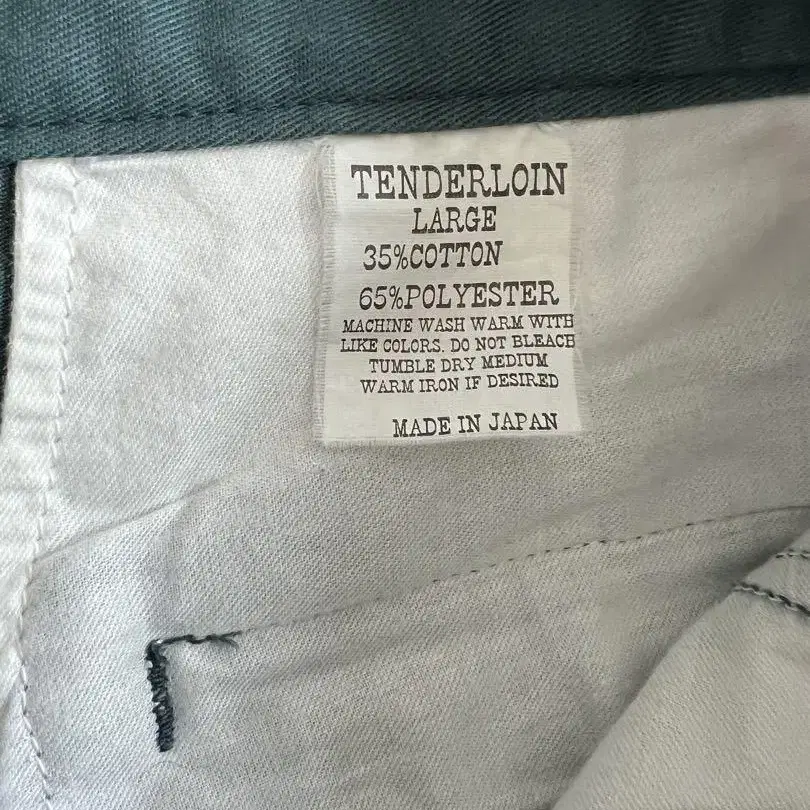 TENDERLOIN
LARGE
35%COTTON
65%POLYESTER
MACHINE WASH WARM WITH
LIKE COLORS. DO NOT BLEACH
TUMBLE DRY MEDIUM
WARM IRON IF DESIRED
MADE IN JAPAN